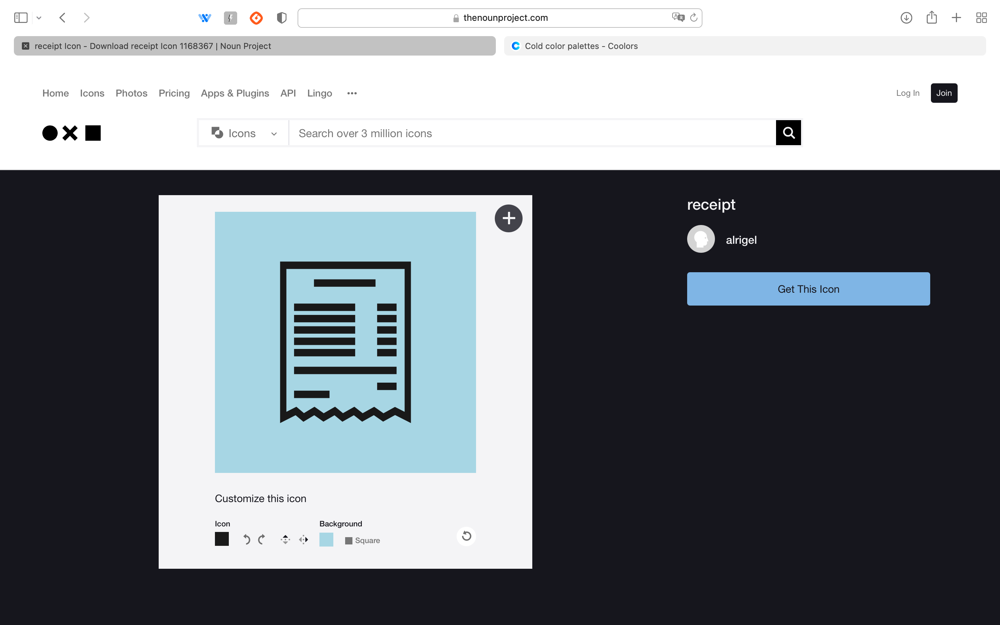 thenounproject.com
receipt Icon - Download receipt Icon 1168367 | Noun Project
Cold color palettes - Coolors
Home Icons Photos Pricing Apps & Plugins API Lingo •••
Log In Join
Icons Search over 3 million icons
receipt
alrigel
Get This Icon
Customize this icon
Icon Background
Square